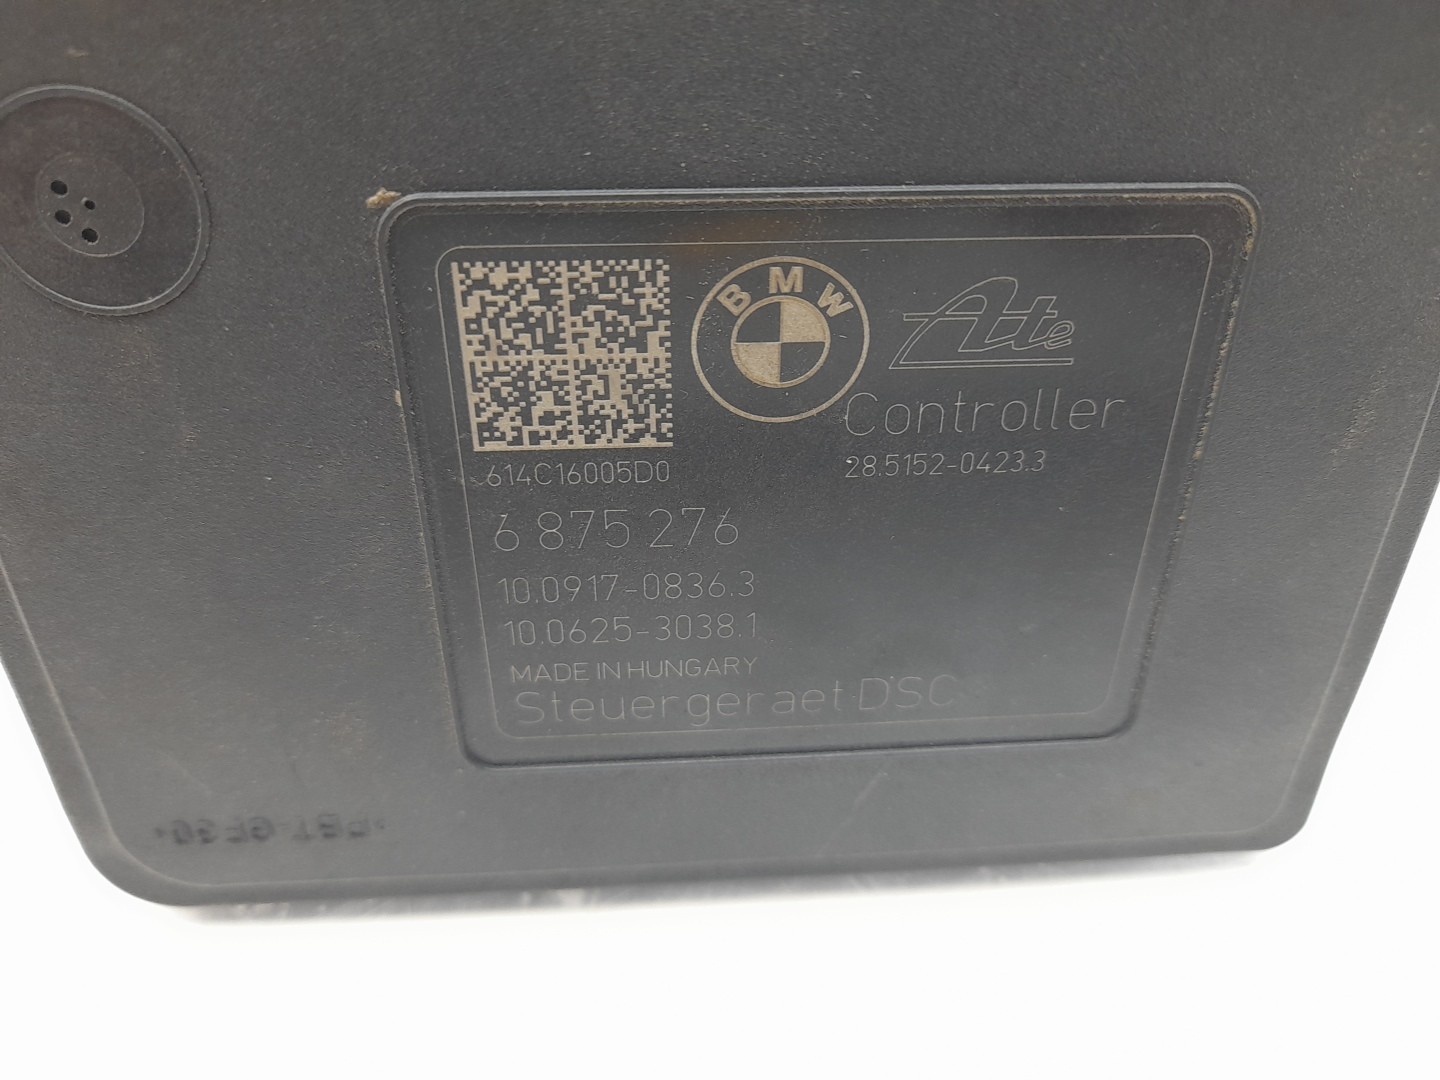 BMW
Ate
Controller
614C16005D0
28.5152-0423.3
6 875 276
10.0917-0836.3
10.0625-3038.1
MADE IN HUNGARY
Steuergeraet DSC